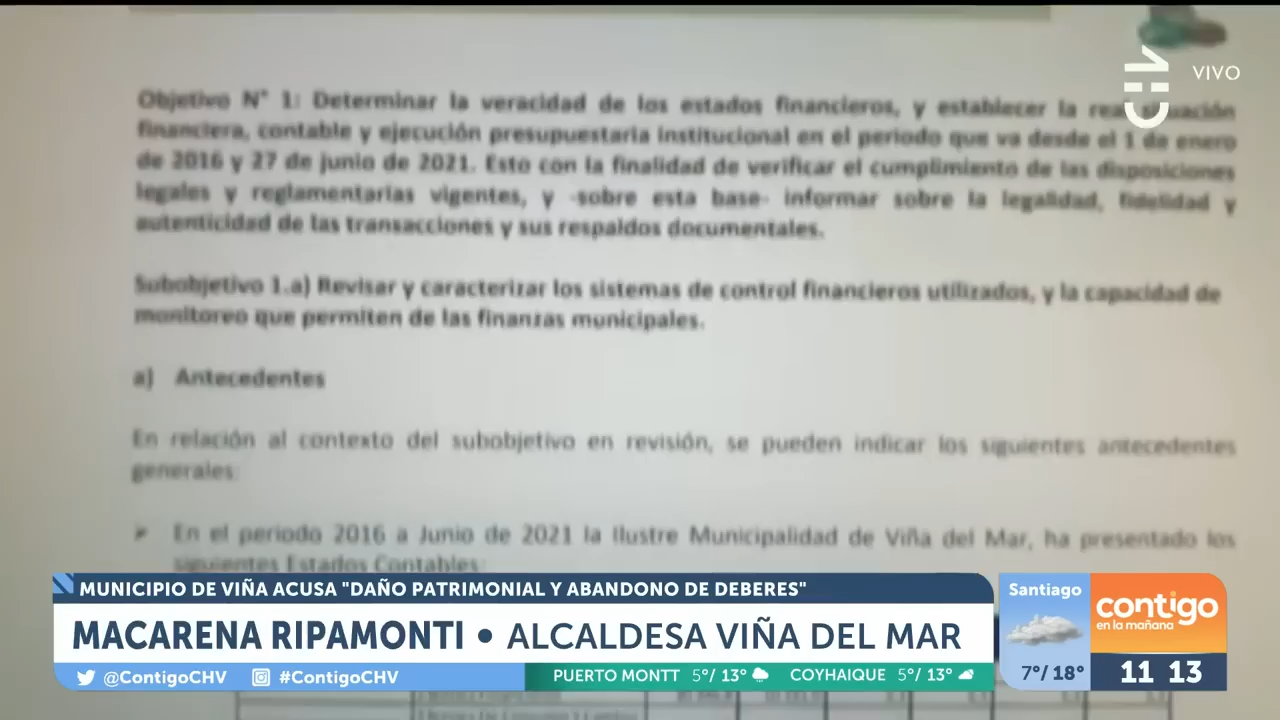 CHV VIVO
Objetivo N° 1: Determinar la veracidad de los estados financieros, y establecer la real situación
financiera, contable y ejecución presupuestaria institucional en el periodo que va desde el 1 de enero
de 2016 y 27 de junio de 2021. Esto con la finalidad de verificar el cumplimiento de las disposiciones
legales y reglamentarias vigentes, y -sobre esta base- informar sobre la legalidad, fidelidad y
autenticidad de las transacciones y sus respaldos documentales.
Subobjetivo 1.a) Revisar y caracterizar los sistemas de control financieros utilizados, y la capacidad de
monitoreo que permiten de las finanzas municipales.
a) Antecedentes
En relación al contexto del subobjetivo en revisión, se pueden indicar los siguientes antecedentes
generales:
➢ En el periodo 2016 a Junio de 2021 la Ilustre Municipalidad de Viña del Mar, ha presentado los
siguientes Estados Contables:
MUNICIPIO DE VIÑA ACUSA "DAÑO PATRIMONIAL Y ABANDONO DE DEBERES"
MACARENA RIPAMONTI • ALCALDESA VIÑA DEL MAR
@ContigoCHV #ContigoCHV PUERTO MONTT 5°/ 13° COYHAIQUE 5°/ 13°
Santiago
7°/ 18°
contigo
en la mañana
11 13